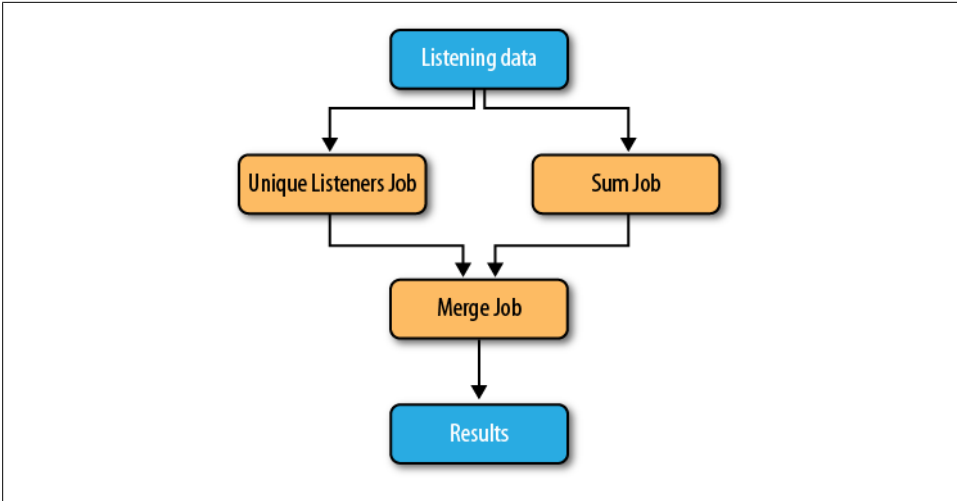 Listening data
Unique Listeners Job
Sum Job
Merge Job
Results